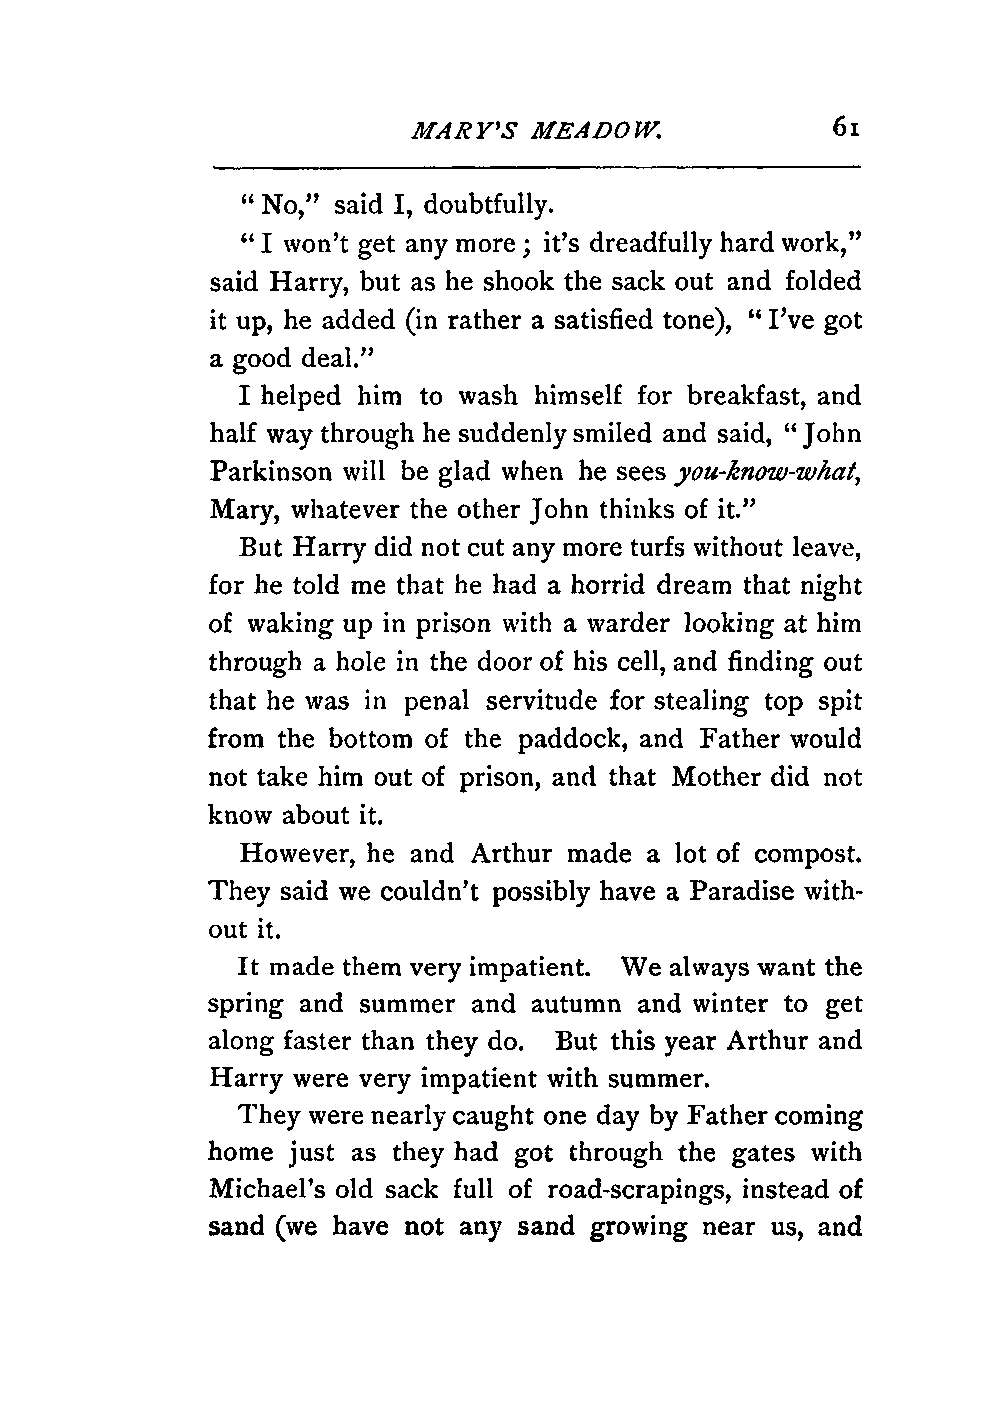 MARY'S MEADOW. 61
“ No,” said I, doubtfully.
“ I won't get any more ; it's dreadfully hard work,”
said Harry, but as he shook the sack out and folded
it up, he added (in rather a satisfied tone), “ I've got
a good deal.”
I helped him to wash himself for breakfast, and
half way through he suddenly smiled and said, “ John
Parkinson will be glad when he sees you-know-what,
Mary, whatever the other John thinks of it.”
But Harry did not cut any more turfs without leave,
for he told me that he had a horrid dream that night
of waking up in prison with a warder looking at him
through a hole in the door of his cell, and finding out
that he was in penal servitude for stealing top spit
from the bottom of the paddock, and Father would
not take him out of prison, and that Mother did not
know about it.
However, he and Arthur made a lot of compost.
They said we couldn't possibly have a Paradise with-
out it.
It made them very impatient. We always want the
spring and summer and autumn and winter to get
along faster than they do. But this year Arthur and
Harry were very impatient with summer.
They were nearly caught one day by Father coming
home just as they had got through the gates with
Michael's old sack full of road-scrapings, instead of
sand (we have not any sand growing near us, and